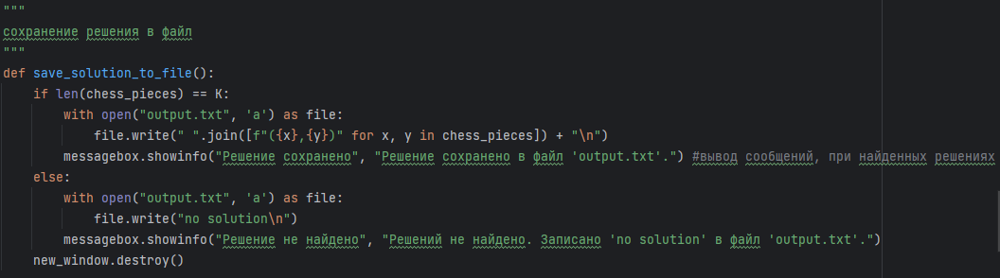 """
сохранение решения в файл
"""
def save_solution_to_file():
    if len(chess_pieces) == K:
        with open("output.txt", 'a') as file:
            file.write(" ".join([f"({x},{y})" for x, y in chess_pieces]) + "\n")
        messagebox.showinfo("Решение сохранено", "Решение сохранено в файл 'output.txt'.") #вывод сообщений, при найденных решениях
    else:
        with open("output.txt", 'a') as file:
            file.write("no solution\n")
        messagebox.showinfo("Решение не найдено", "Решений не найдено. Записано 'no solution' в файл 'output.txt'.")
    new_window.destroy()